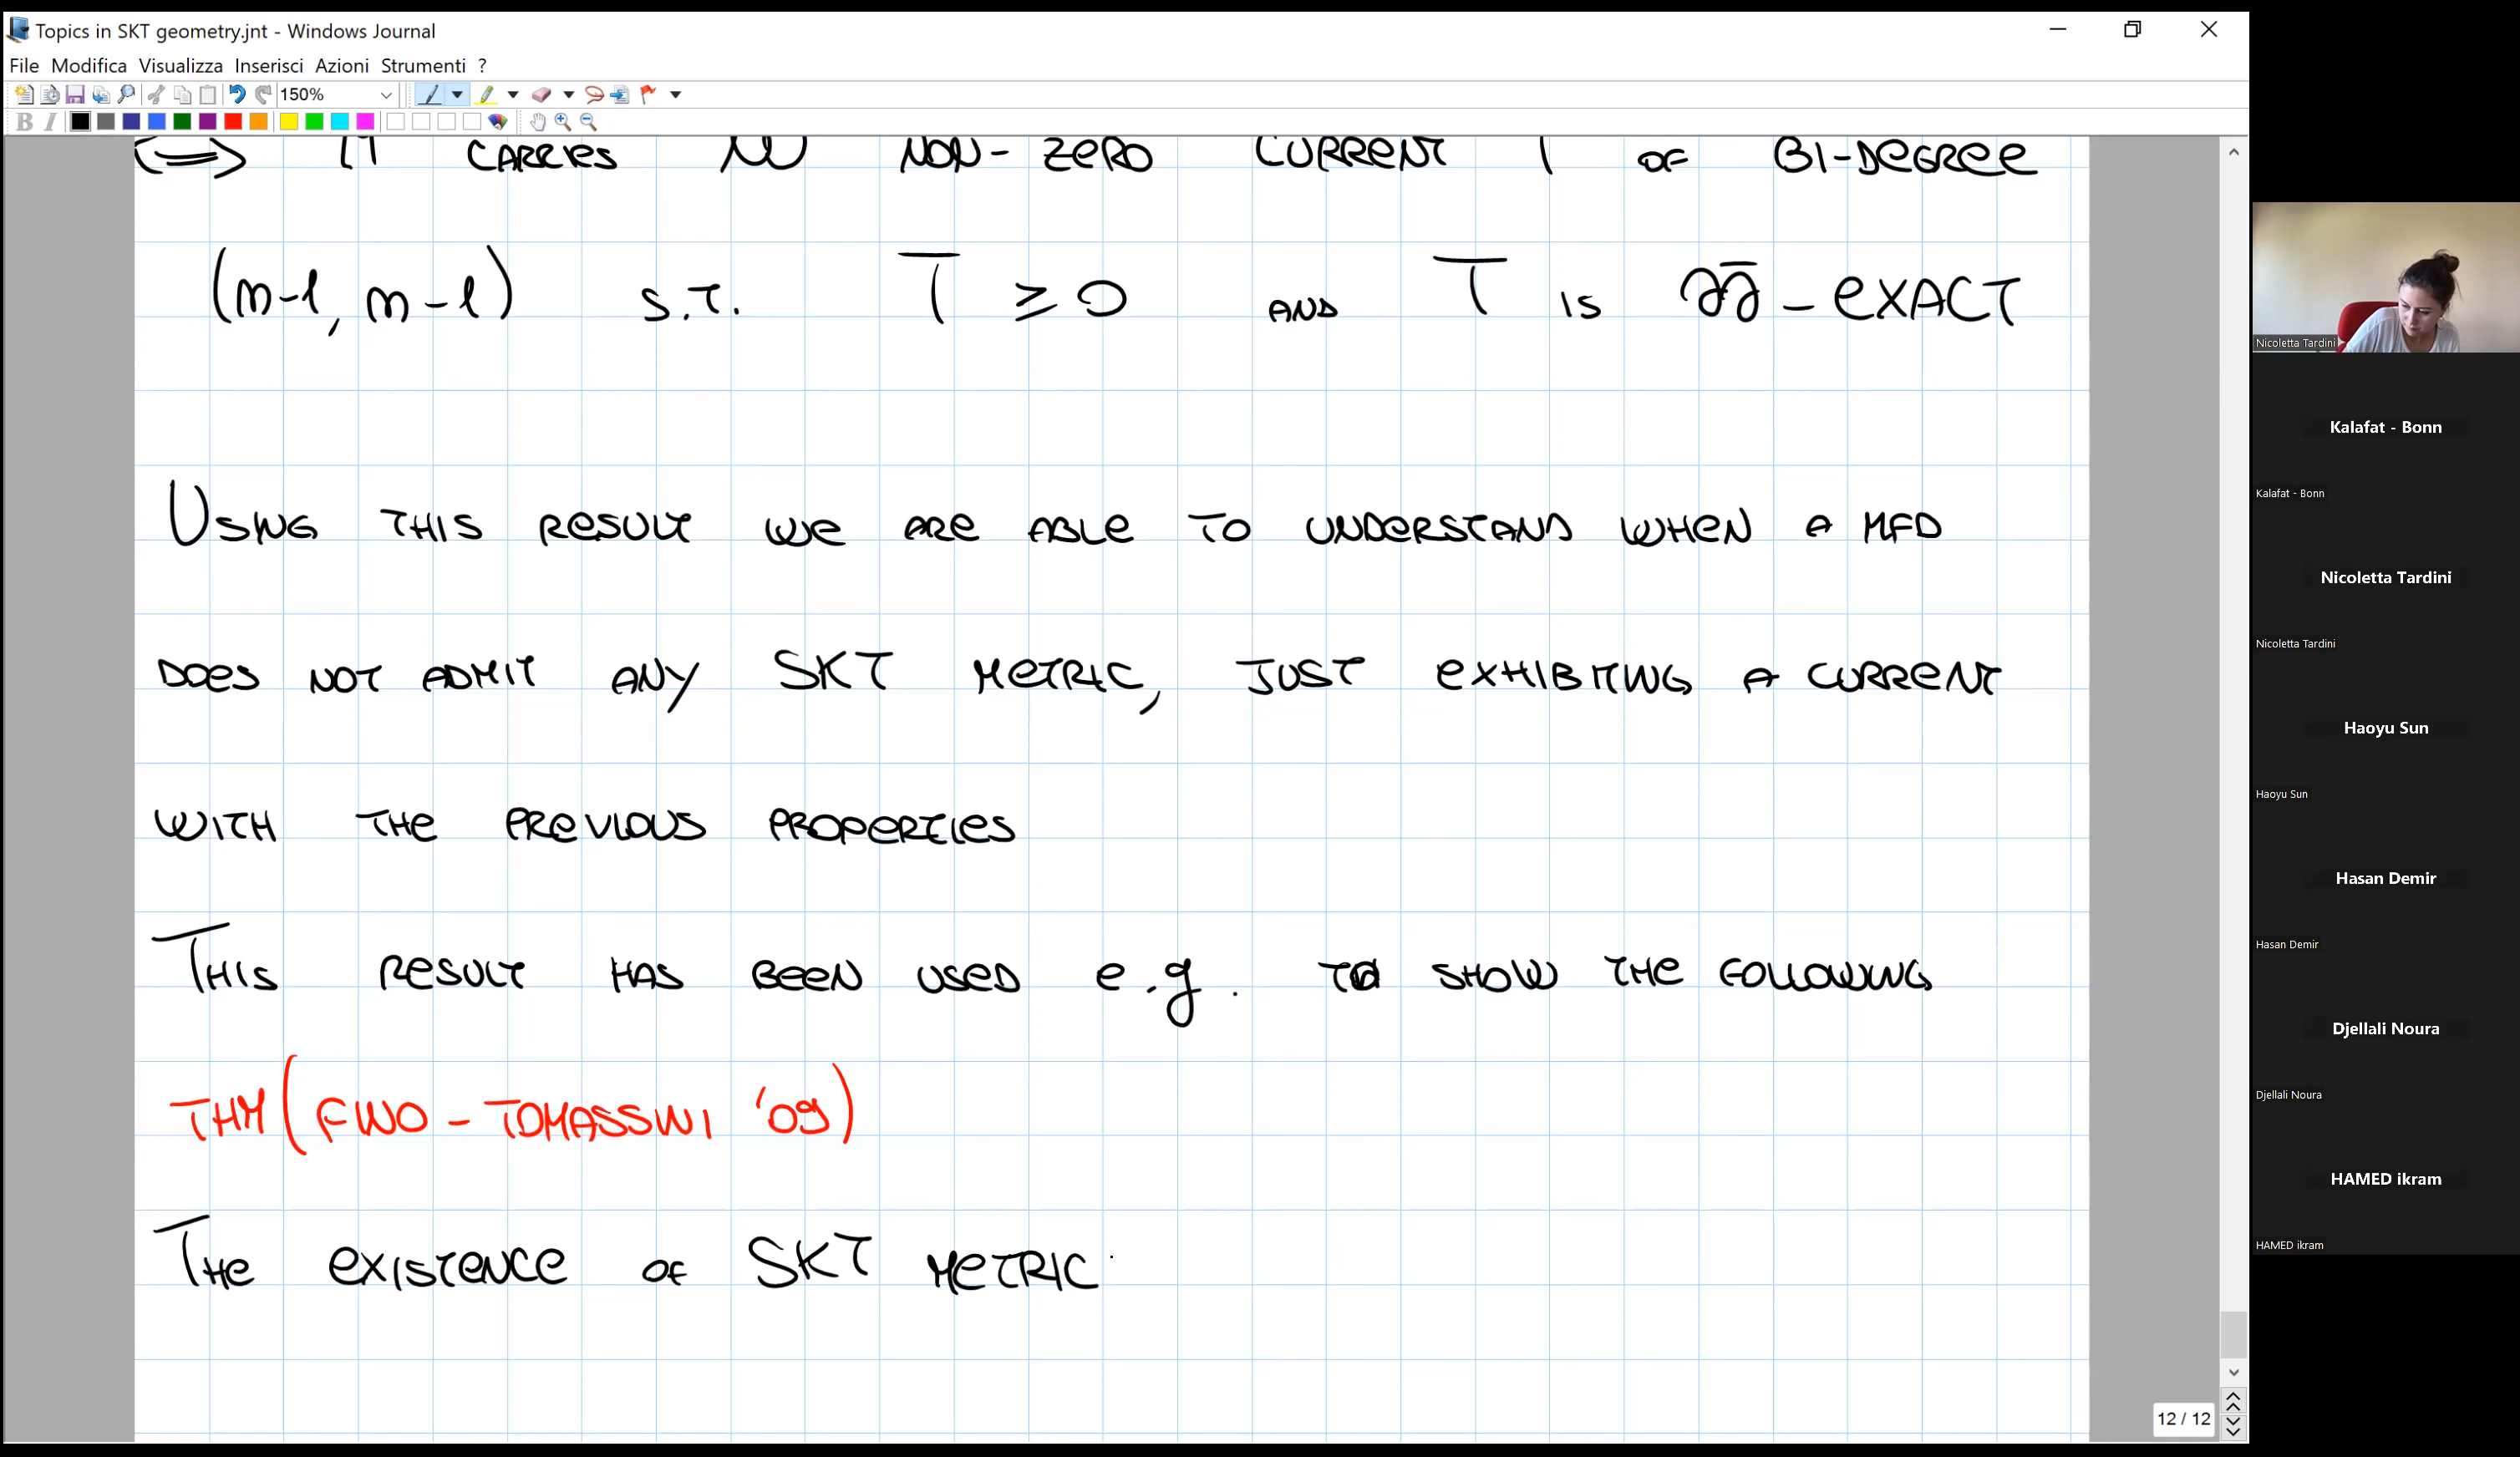 Topics in SKT geometry.jnt - Windows Journal
File Modifica Visualizza Inserisci Azioni Strumenti ?
150%
B I
⟺ IT CARRIES NO NON-ZERO CURRENT T OF BI-DEGREE
(n-1, n-1) S.T. T ≥ 0 AND T IS ∂∂̄ - EXACT
USING THIS RESULT WE ARE ABLE TO UNDERSTAND WHEN A MFD
DOES NOT ADMIT ANY SKT METRIC, JUST EXHIBITING A CURRENT
WITH THE PREVIOUS PROPERTIES
THIS RESULT HAS BEEN USED e.g. TO SHOW THE FOLLOWING
THM (FINO - TOMASSINI '09)
THE EXISTENCE OF SKT METRIC
12 / 12
Nicoletta Tardini
Kalafat - Bonn
Kalafat - Bonn
Nicoletta Tardini
Nicoletta Tardini
Haoyu Sun
Haoyu Sun
Hasan Demir
Hasan Demir
Djellali Noura
Djellali Noura
HAMED ikram
HAMED ikram